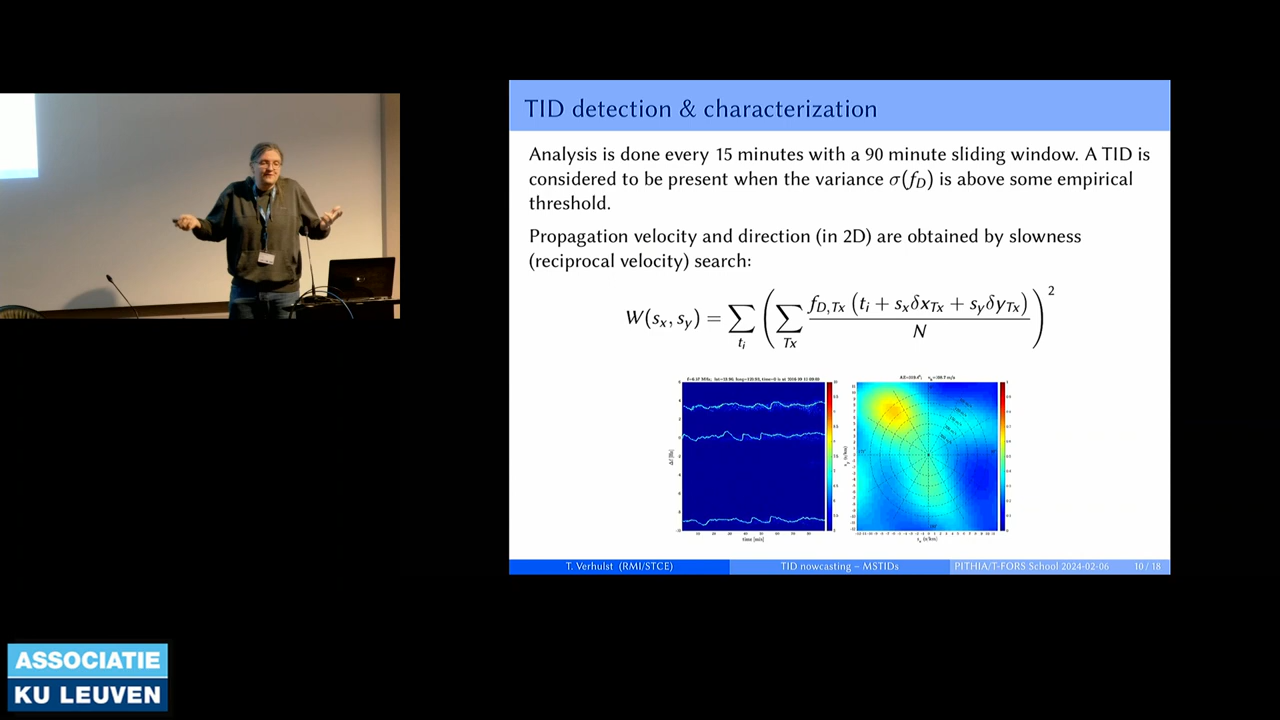 TID detection & characterization
Analysis is done every 15 minutes with a 90 minute sliding window. A TID is
considered to be present when the variance σ(f_D) is above some empirical
threshold.
Propagation velocity and direction (in 2D) are obtained by slowness
(reciprocal velocity) search:
W(s_x, s_y) = ∑_{t_i} ( ∑_{Tx} f_{D,Tx} (t_i + s_x δx_{Tx} + s_y δy_{Tx}) / N )^2
time [min]
T. Verhulst (RMI/STCE)
TID nowcasting – MSTIDs
PITHIA/T-FORS School 2024-02-06
10 / 18
ASSOCIATIE
KU LEUVEN